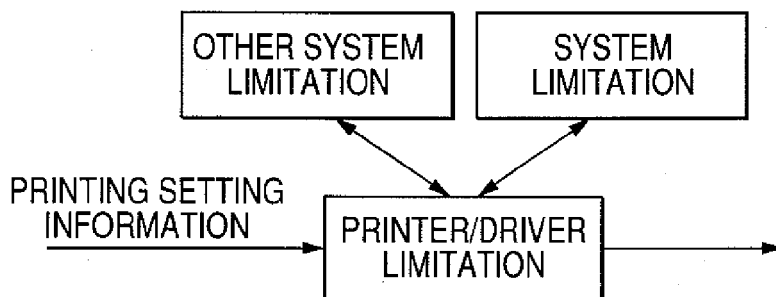 OTHER SYSTEM
LIMITATION
SYSTEM
LIMITATION
PRINTING SETTING
INFORMATION
PRINTER/DRIVER
LIMITATION